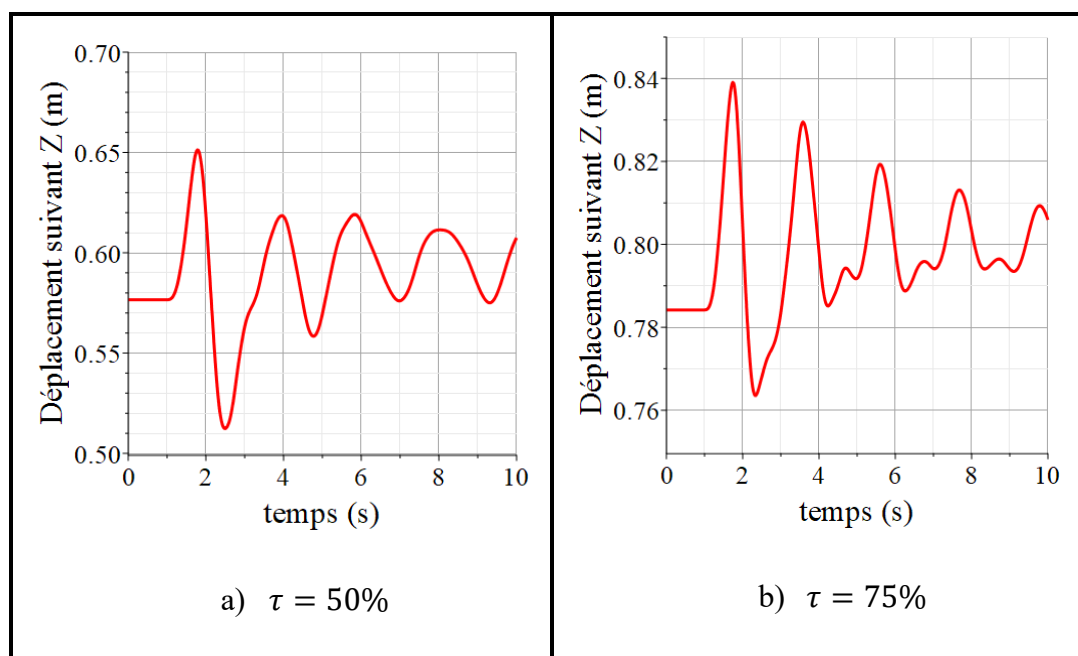 Déplacement suivant Z (m)
0.70
0.65
0.60
0.55
0.50
0 2 4 6 8 10
temps (s)
a) τ = 50%
Déplacement suivant Z (m)
0.84
0.82
0.80
0.78
0.76
0 2 4 6 8 10
temps (s)
b) τ = 75%